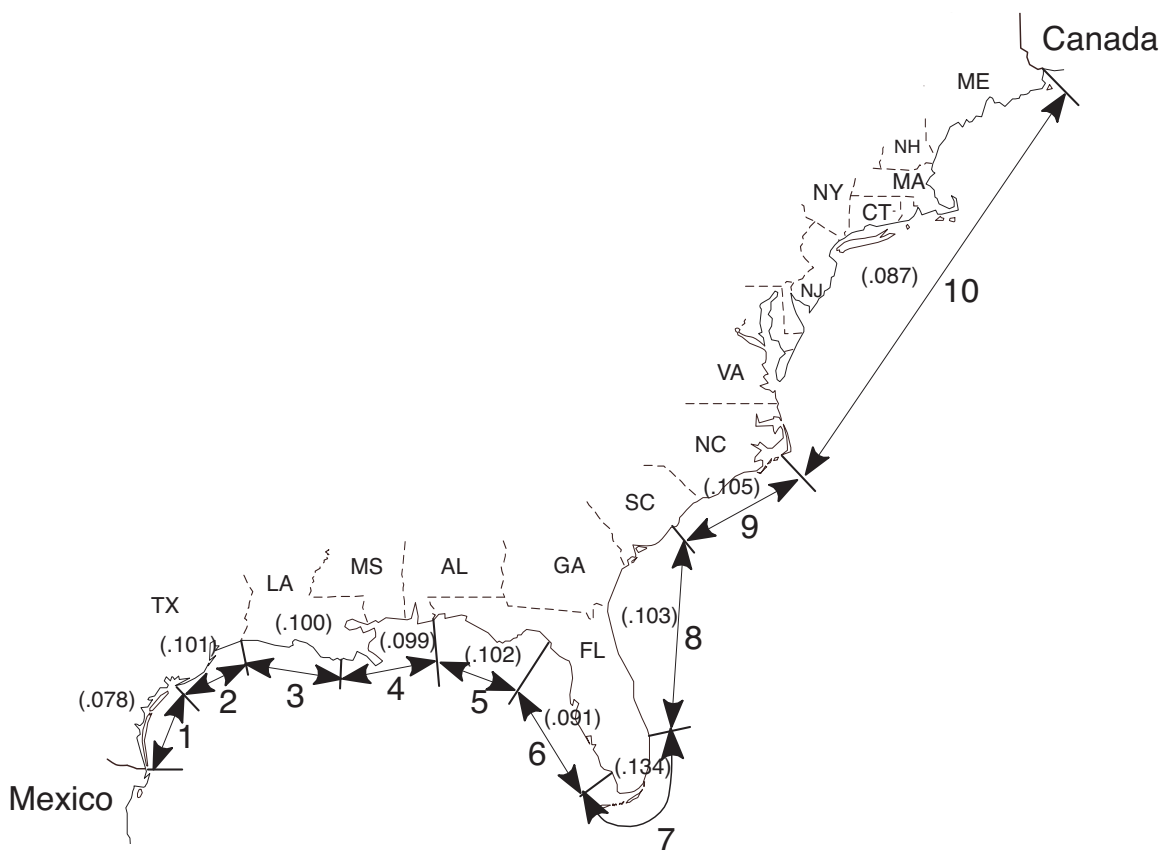 Canada
ME
NH
MA
NY
CT
(.087)
NJ
10
VA
NC
(.105)
SC
9
MS
AL
GA
LA
TX
(.100)
(.103)
(.101)
(.099)
FL
8
(.102)
(.078)
2
3
4
5
(.091)
1
6
(.134)
Mexico
7